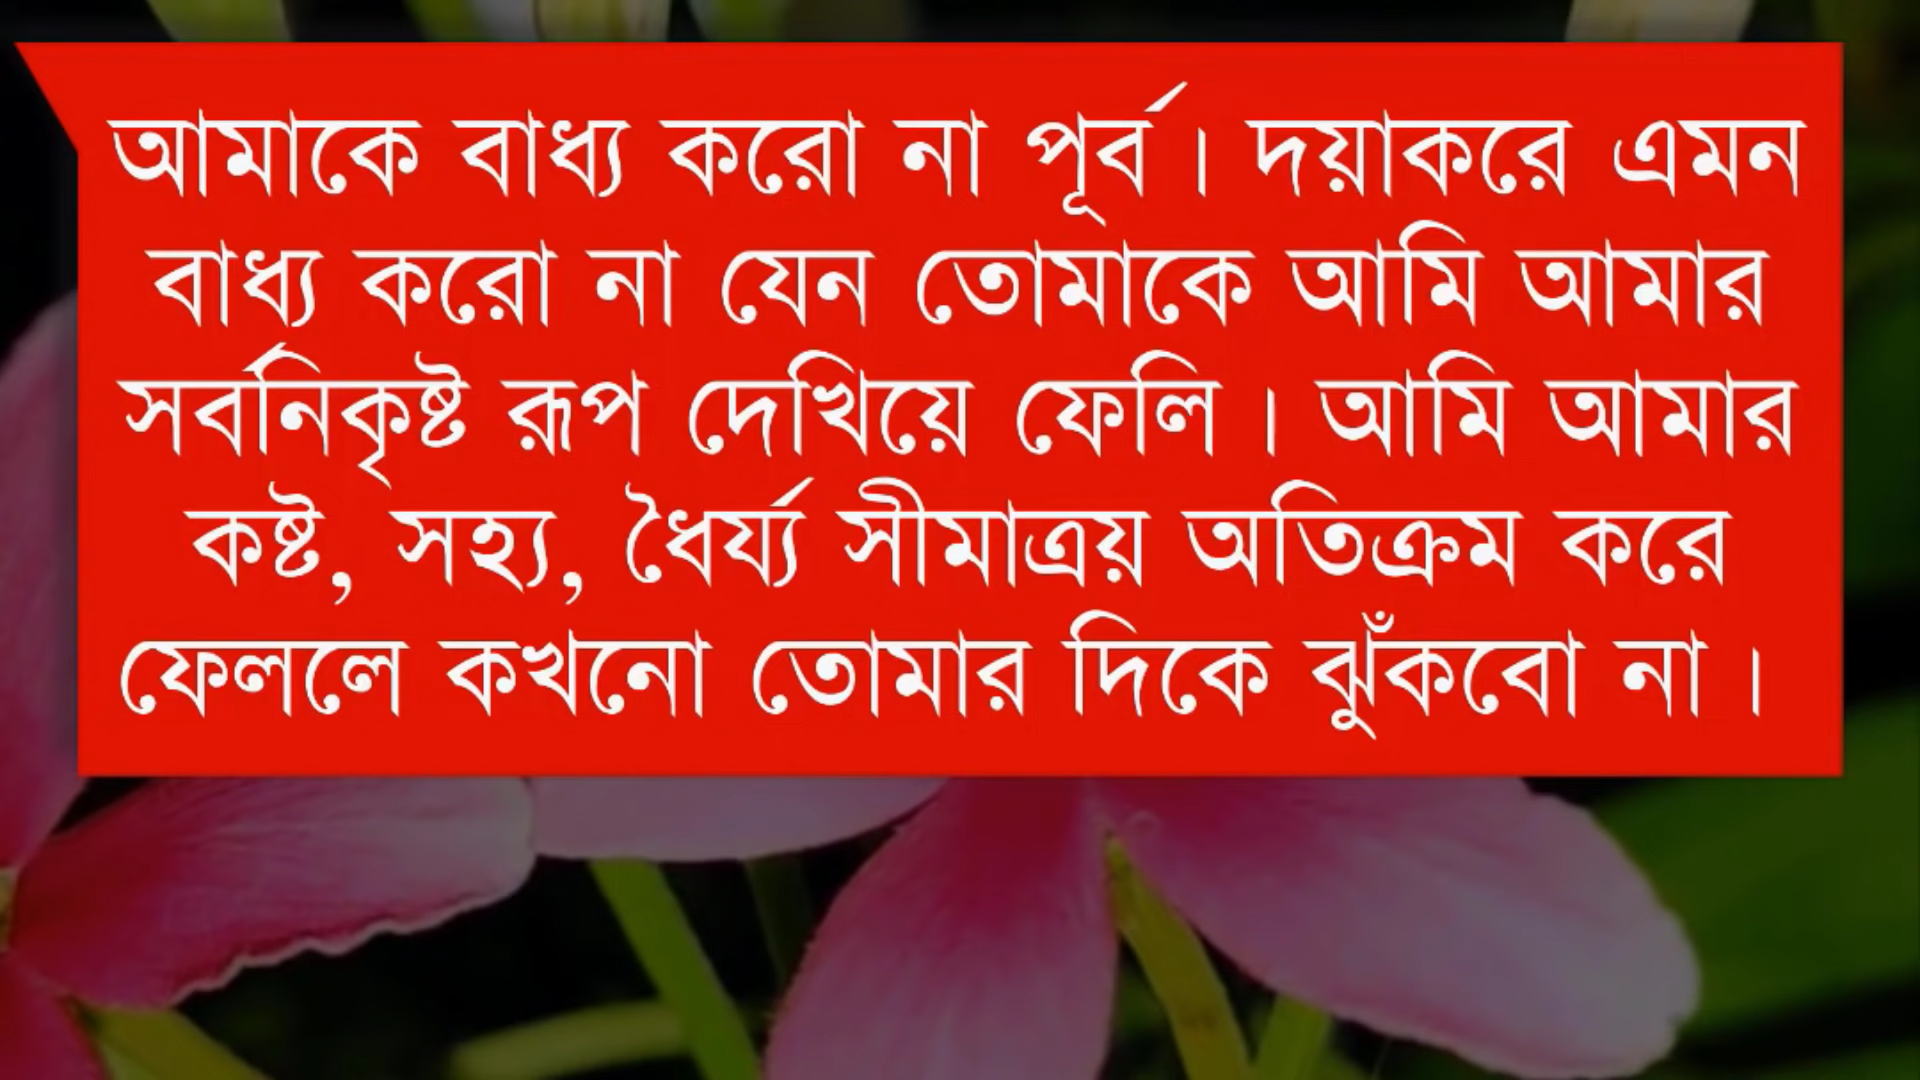 আমাকে বাধ্য করো না পূর্ব। দয়াকরে এমন
বাধ্য করো না যেন তোমাকে আমি আমার
সর্বনিকৃষ্ট রূপ দেখিয়ে ফেলি। আমি আমার
কষ্ট, সহ্য, ধৈর্য্য সীমাত্রয় অতিক্রম করে
ফেললে কখনো তোমার দিকে ঝুঁকবো না।